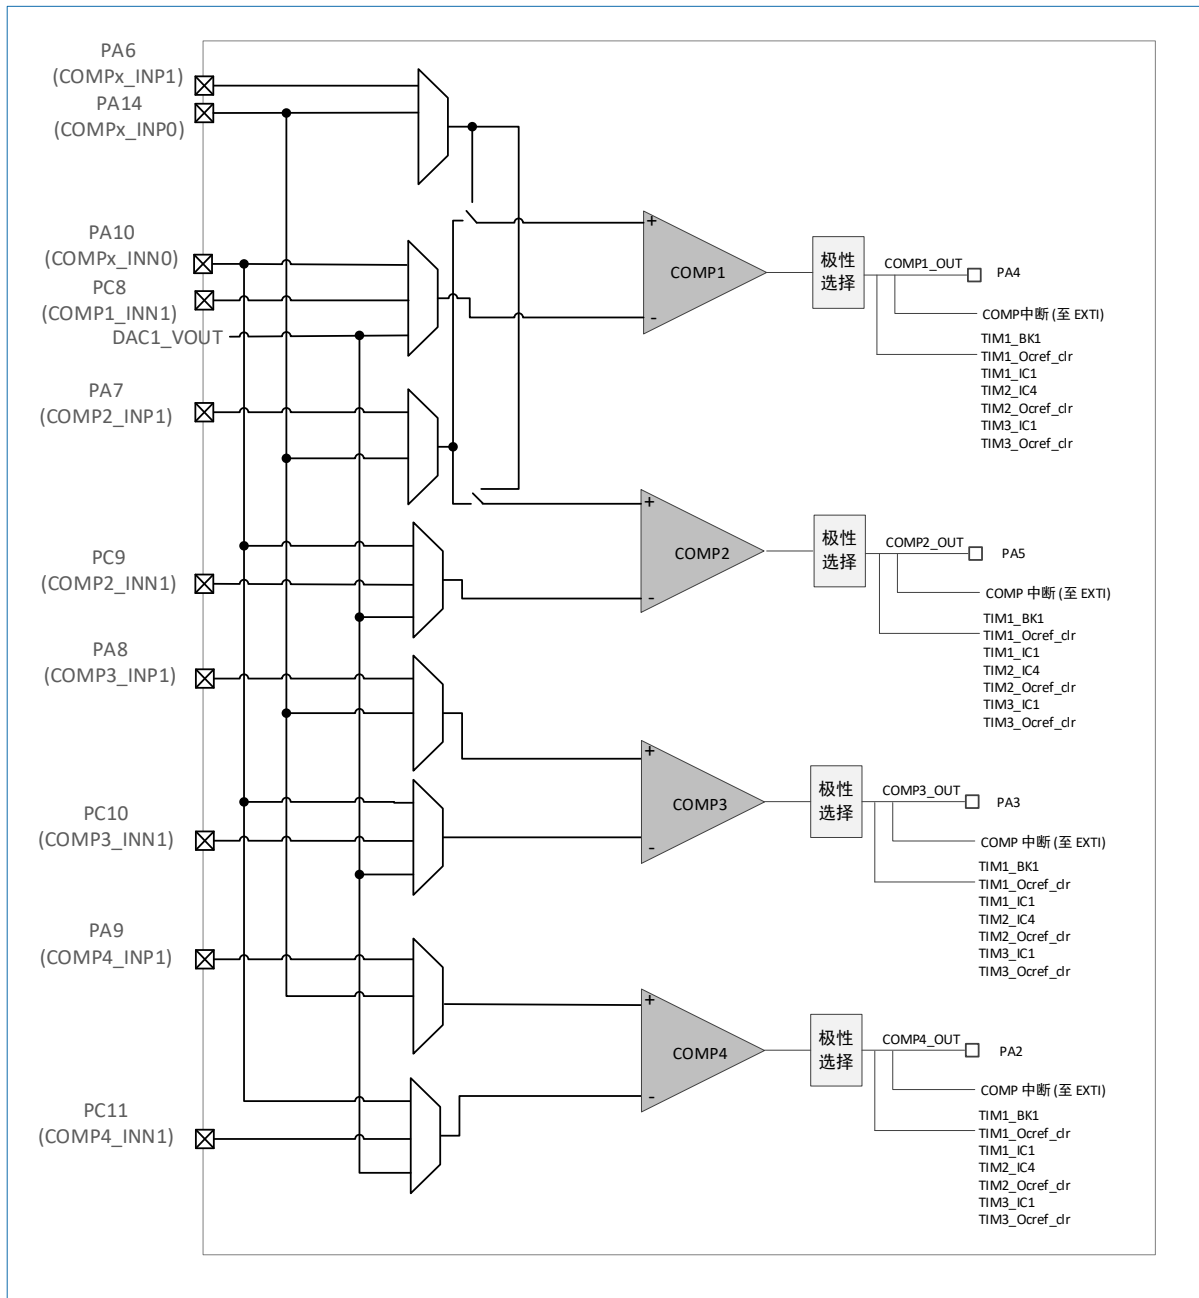 PA6
(COMPx_INP1)
PA14
(COMPx_INP0)
PA10
(COMPx_INN0)
PC8
(COMP1_INN1)
DAC1_VOUT
+
COMP1
-
极性
选择
COMP1_OUT
PA4
COMP中断 (至 EXTI)
TIM1_BK1
TIM1_Ocref_clr
TIM1_IC1
TIM2_IC4
TIM2_Ocref_clr
TIM3_IC1
TIM3_Ocref_clr
PA7
(COMP2_INP1)
PC9
(COMP2_INN1)
+
COMP2
-
极性
选择
COMP2_OUT
PA5
COMP 中断 (至 EXTI)
TIM1_BK1
TIM1_Ocref_clr
TIM1_IC1
TIM2_IC4
TIM2_Ocref_clr
TIM3_IC1
TIM3_Ocref_clr
PA8
(COMP3_INP1)
PC10
(COMP3_INN1)
+
COMP3
-
极性
选择
COMP3_OUT
PA3
COMP 中断 (至 EXTI)
TIM1_BK1
TIM1_Ocref_clr
TIM1_IC1
TIM2_IC4
TIM2_Ocref_clr
TIM3_IC1
TIM3_Ocref_clr
PA9
(COMP4_INP1)
PC11
(COMP4_INN1)
+
COMP4
-
极性
选择
COMP4_OUT
PA2
COMP 中断 (至 EXTI)
TIM1_BK1
TIM1_Ocref_clr
TIM1_IC1
TIM2_IC4
TIM2_Ocref_clr
TIM3_IC1
TIM3_Ocref_clr